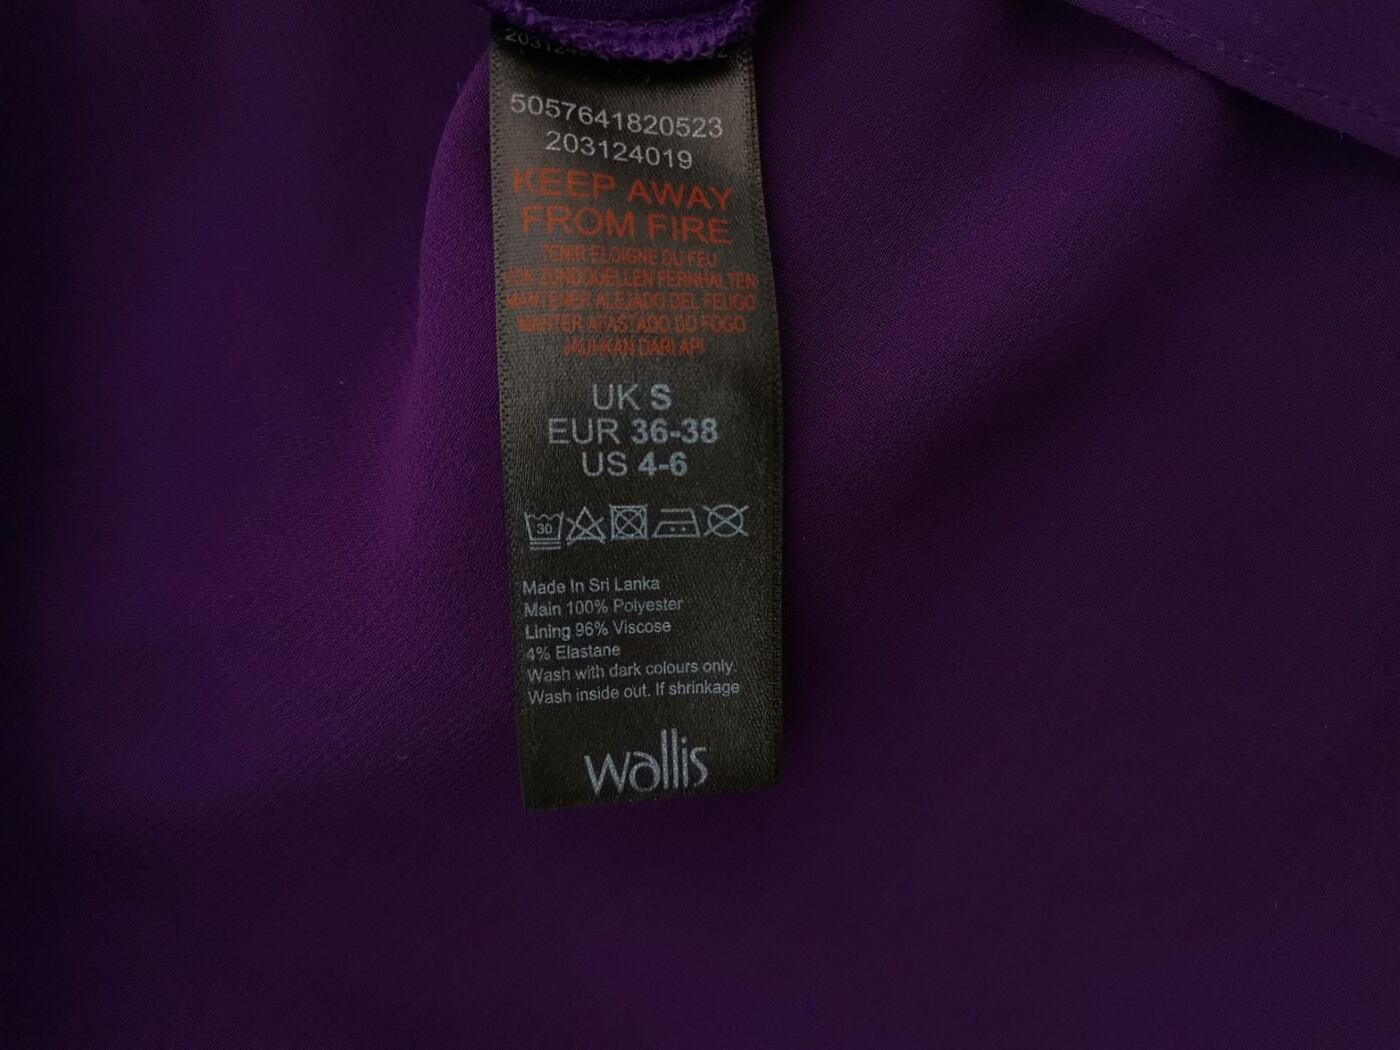 5057641820523
203124019
KEEP AWAY
FROM FIRE
TENIR ELOIGNE DU FEU
VON ZUNDQUELLEN FERNHALTEN
MANTENER ALEJADO DEL FEUGO
MANTER AFASTADO DO FOGO
JAUHKAN DARI API
UK S
EUR 36-38
US 4-6
30
Made In Sri Lanka
Main 100% Polyester
Lining 96% Viscose
4% Elastane
Wash with dark colours only.
Wash inside out. If shrinkage
wallis